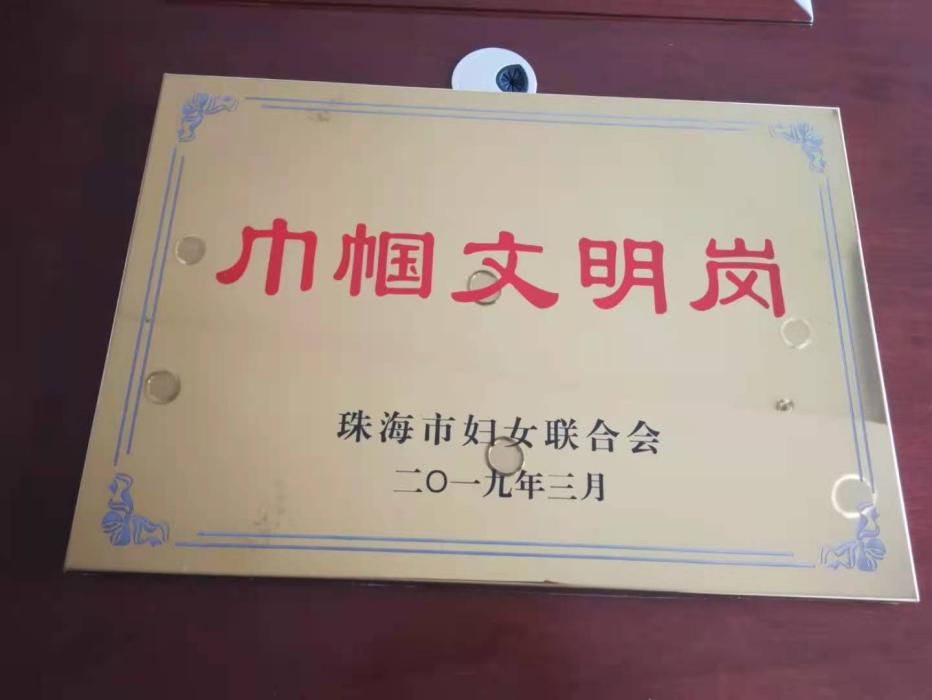 巾帼文明岗
珠海市妇女联合会
二〇一九年三月